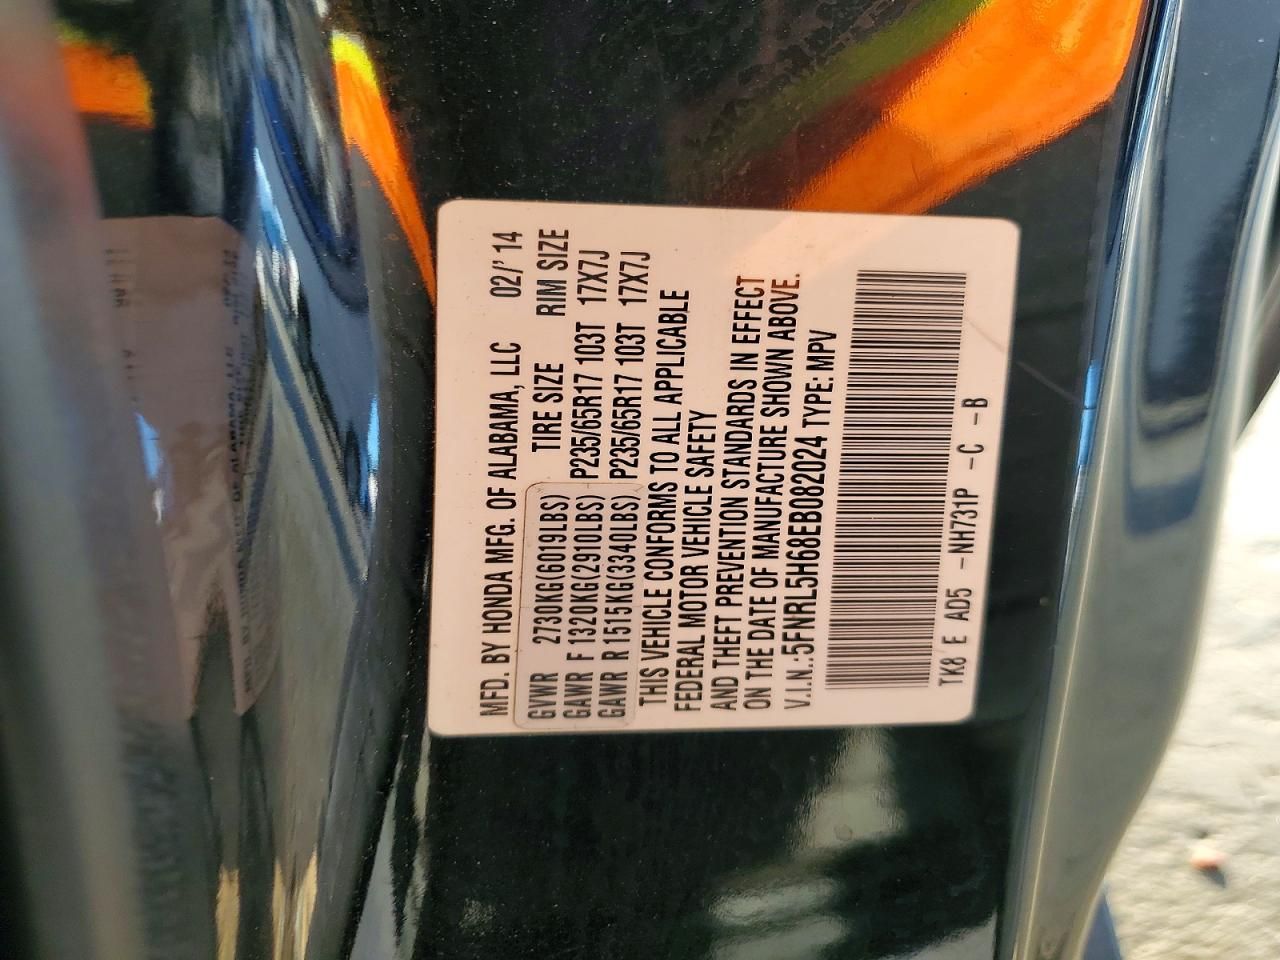 MFD. BY HONDA MFG. OF ALABAMA, LLC 02/' 14
GVWR 2730KG(6019LBS) TIRE SIZE RIM SIZE
GAWR F 1320KG(2910LBS) P235/65R17 103T 17X7J
GAWR R 1515KG(3340LBS) P235/65R17 103T 17X7J
THIS VEHICLE CONFORMS TO ALL APPLICABLE
FEDERAL MOTOR VEHICLE SAFETY
AND THEFT PREVENTION STANDARDS IN EFFECT
ON THE DATE OF MANUFACTURE SHOWN ABOVE.
V.I.N.:5FNRL5H68EB082024 TYPE: MPV
TK8 E AD5 -NH731P -C -B